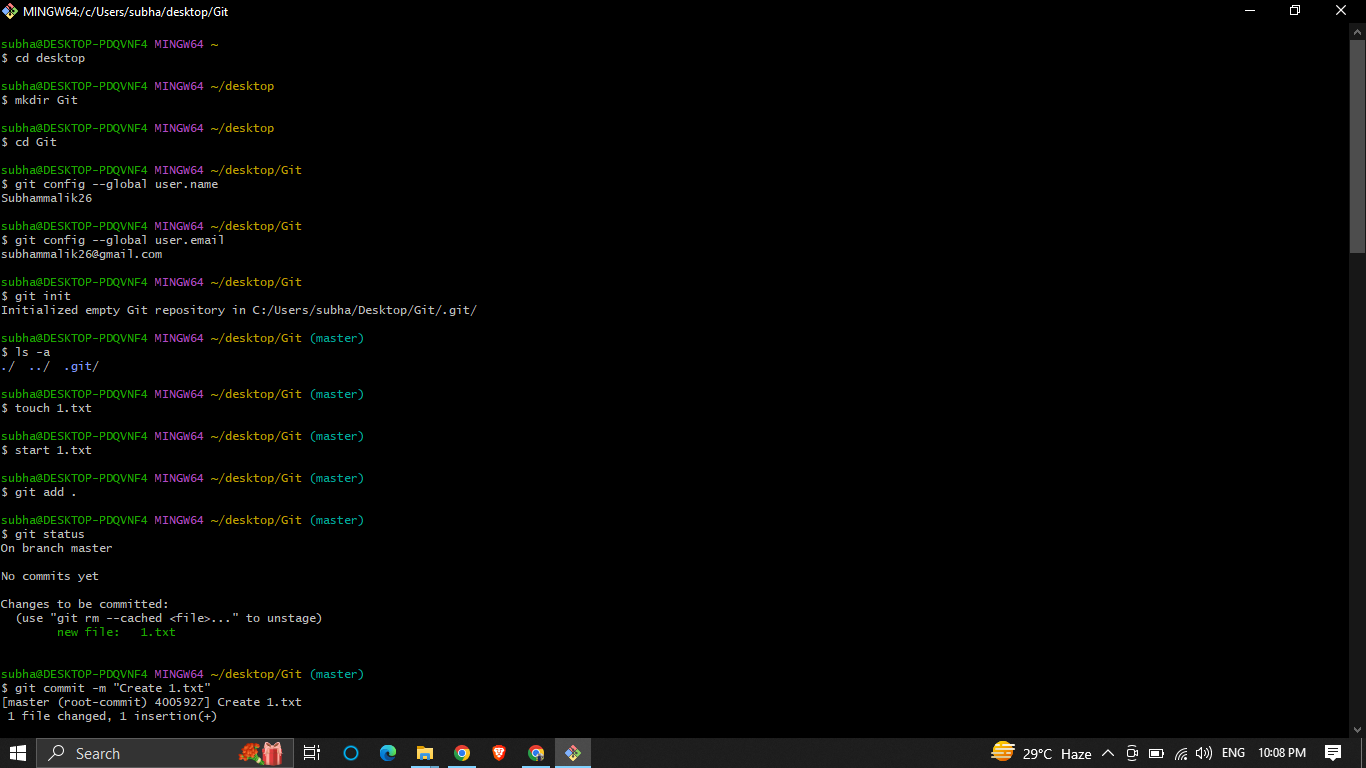 MINGW64:/c/Users/subha/desktop/Git
subha@DESKTOP-PDQVNF4 MINGW64 ~
$ cd desktop
subha@DESKTOP-PDQVNF4 MINGW64 ~/desktop
$ mkdir Git
subha@DESKTOP-PDQVNF4 MINGW64 ~/desktop
$ cd Git
subha@DESKTOP-PDQVNF4 MINGW64 ~/desktop/Git
$ git config --global user.name
Subhammalik26
subha@DESKTOP-PDQVNF4 MINGW64 ~/desktop/Git
$ git config --global user.email
subhammalik26@gmail.com
subha@DESKTOP-PDQVNF4 MINGW64 ~/desktop/Git
$ git init
Initialized empty Git repository in C:/Users/subha/Desktop/Git/.git/
subha@DESKTOP-PDQVNF4 MINGW64 ~/desktop/Git (master)
$ ls -a
./  ../  .git/
subha@DESKTOP-PDQVNF4 MINGW64 ~/desktop/Git (master)
$ touch 1.txt
subha@DESKTOP-PDQVNF4 MINGW64 ~/desktop/Git (master)
$ start 1.txt
subha@DESKTOP-PDQVNF4 MINGW64 ~/desktop/Git (master)
$ git add .
subha@DESKTOP-PDQVNF4 MINGW64 ~/desktop/Git (master)
$ git status
On branch master
No commits yet
Changes to be committed:
  (use "git rm --cached <file>..." to unstage)
        new file:   1.txt
subha@DESKTOP-PDQVNF4 MINGW64 ~/desktop/Git (master)
$ git commit -m "Create 1.txt"
[master (root-commit) 4005927] Create 1.txt
 1 file changed, 1 insertion(+)
Search
29°C Haze
ENG
10:08 PM